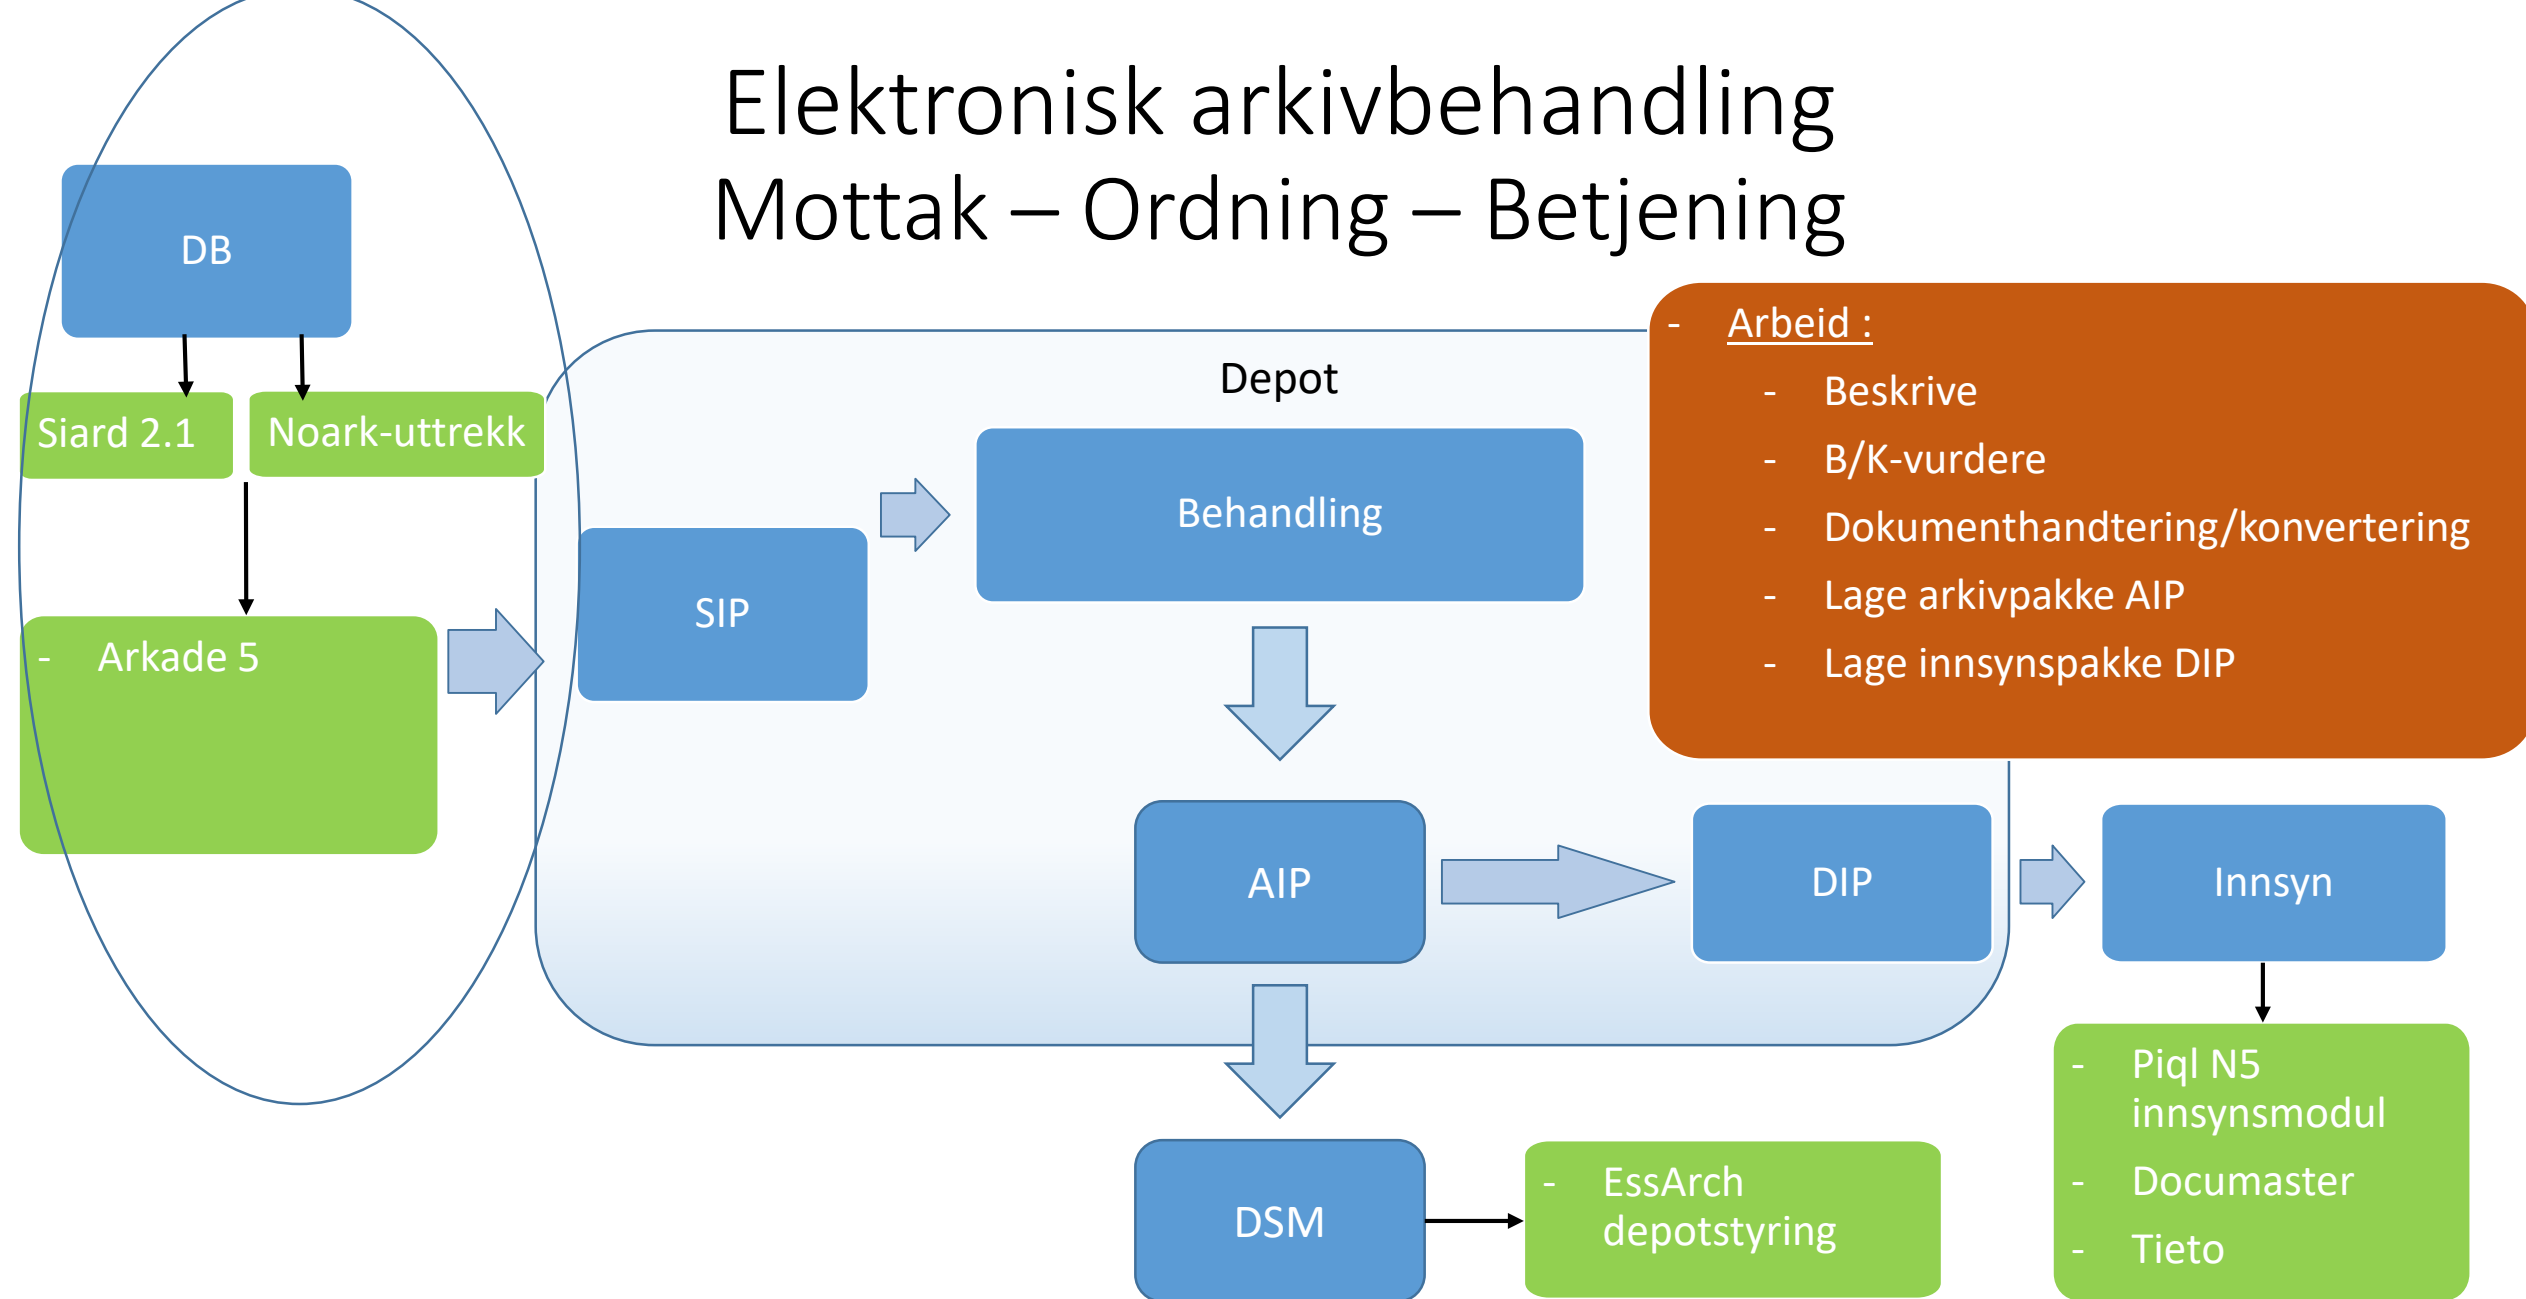 Elektronisk arkivbehandling
Mottak – Ordning – Betjening
DB
Siard 2.1
Noark-uttrekk
- Arkade 5
Depot
SIP
Behandling
- Arbeid :
- Beskrive
- B/K-vurdere
- Dokumenthandtering/konvertering
- Lage arkivpakke AIP
- Lage innsynspakke DIP
AIP
DIP
Innsyn
DSM
- EssArch
depotstyring
- Piql N5
innsynsmodul
- Documaster
- Tieto